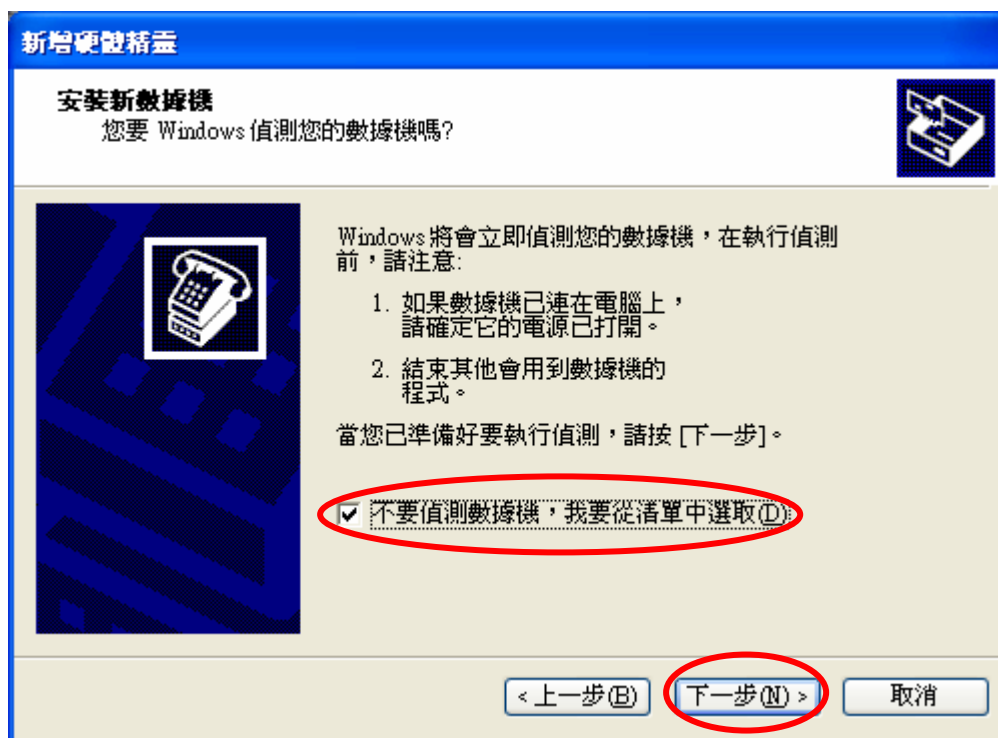 新增硬體精靈
安裝新數據機
您要 Windows 偵測您的數據機嗎?
Windows 將會立即偵測您的數據機，在執行偵測
前，請注意:
1. 如果數據機已連在電腦上，
請確定它的電源已打開。
2. 結束其他會用到數據機的
程式。
當您已準備好要執行偵測，請按 [下一步]。
不要偵測數據機，我要從清單中選取(D)
< 上一步(B)
下一步(N) >
取消